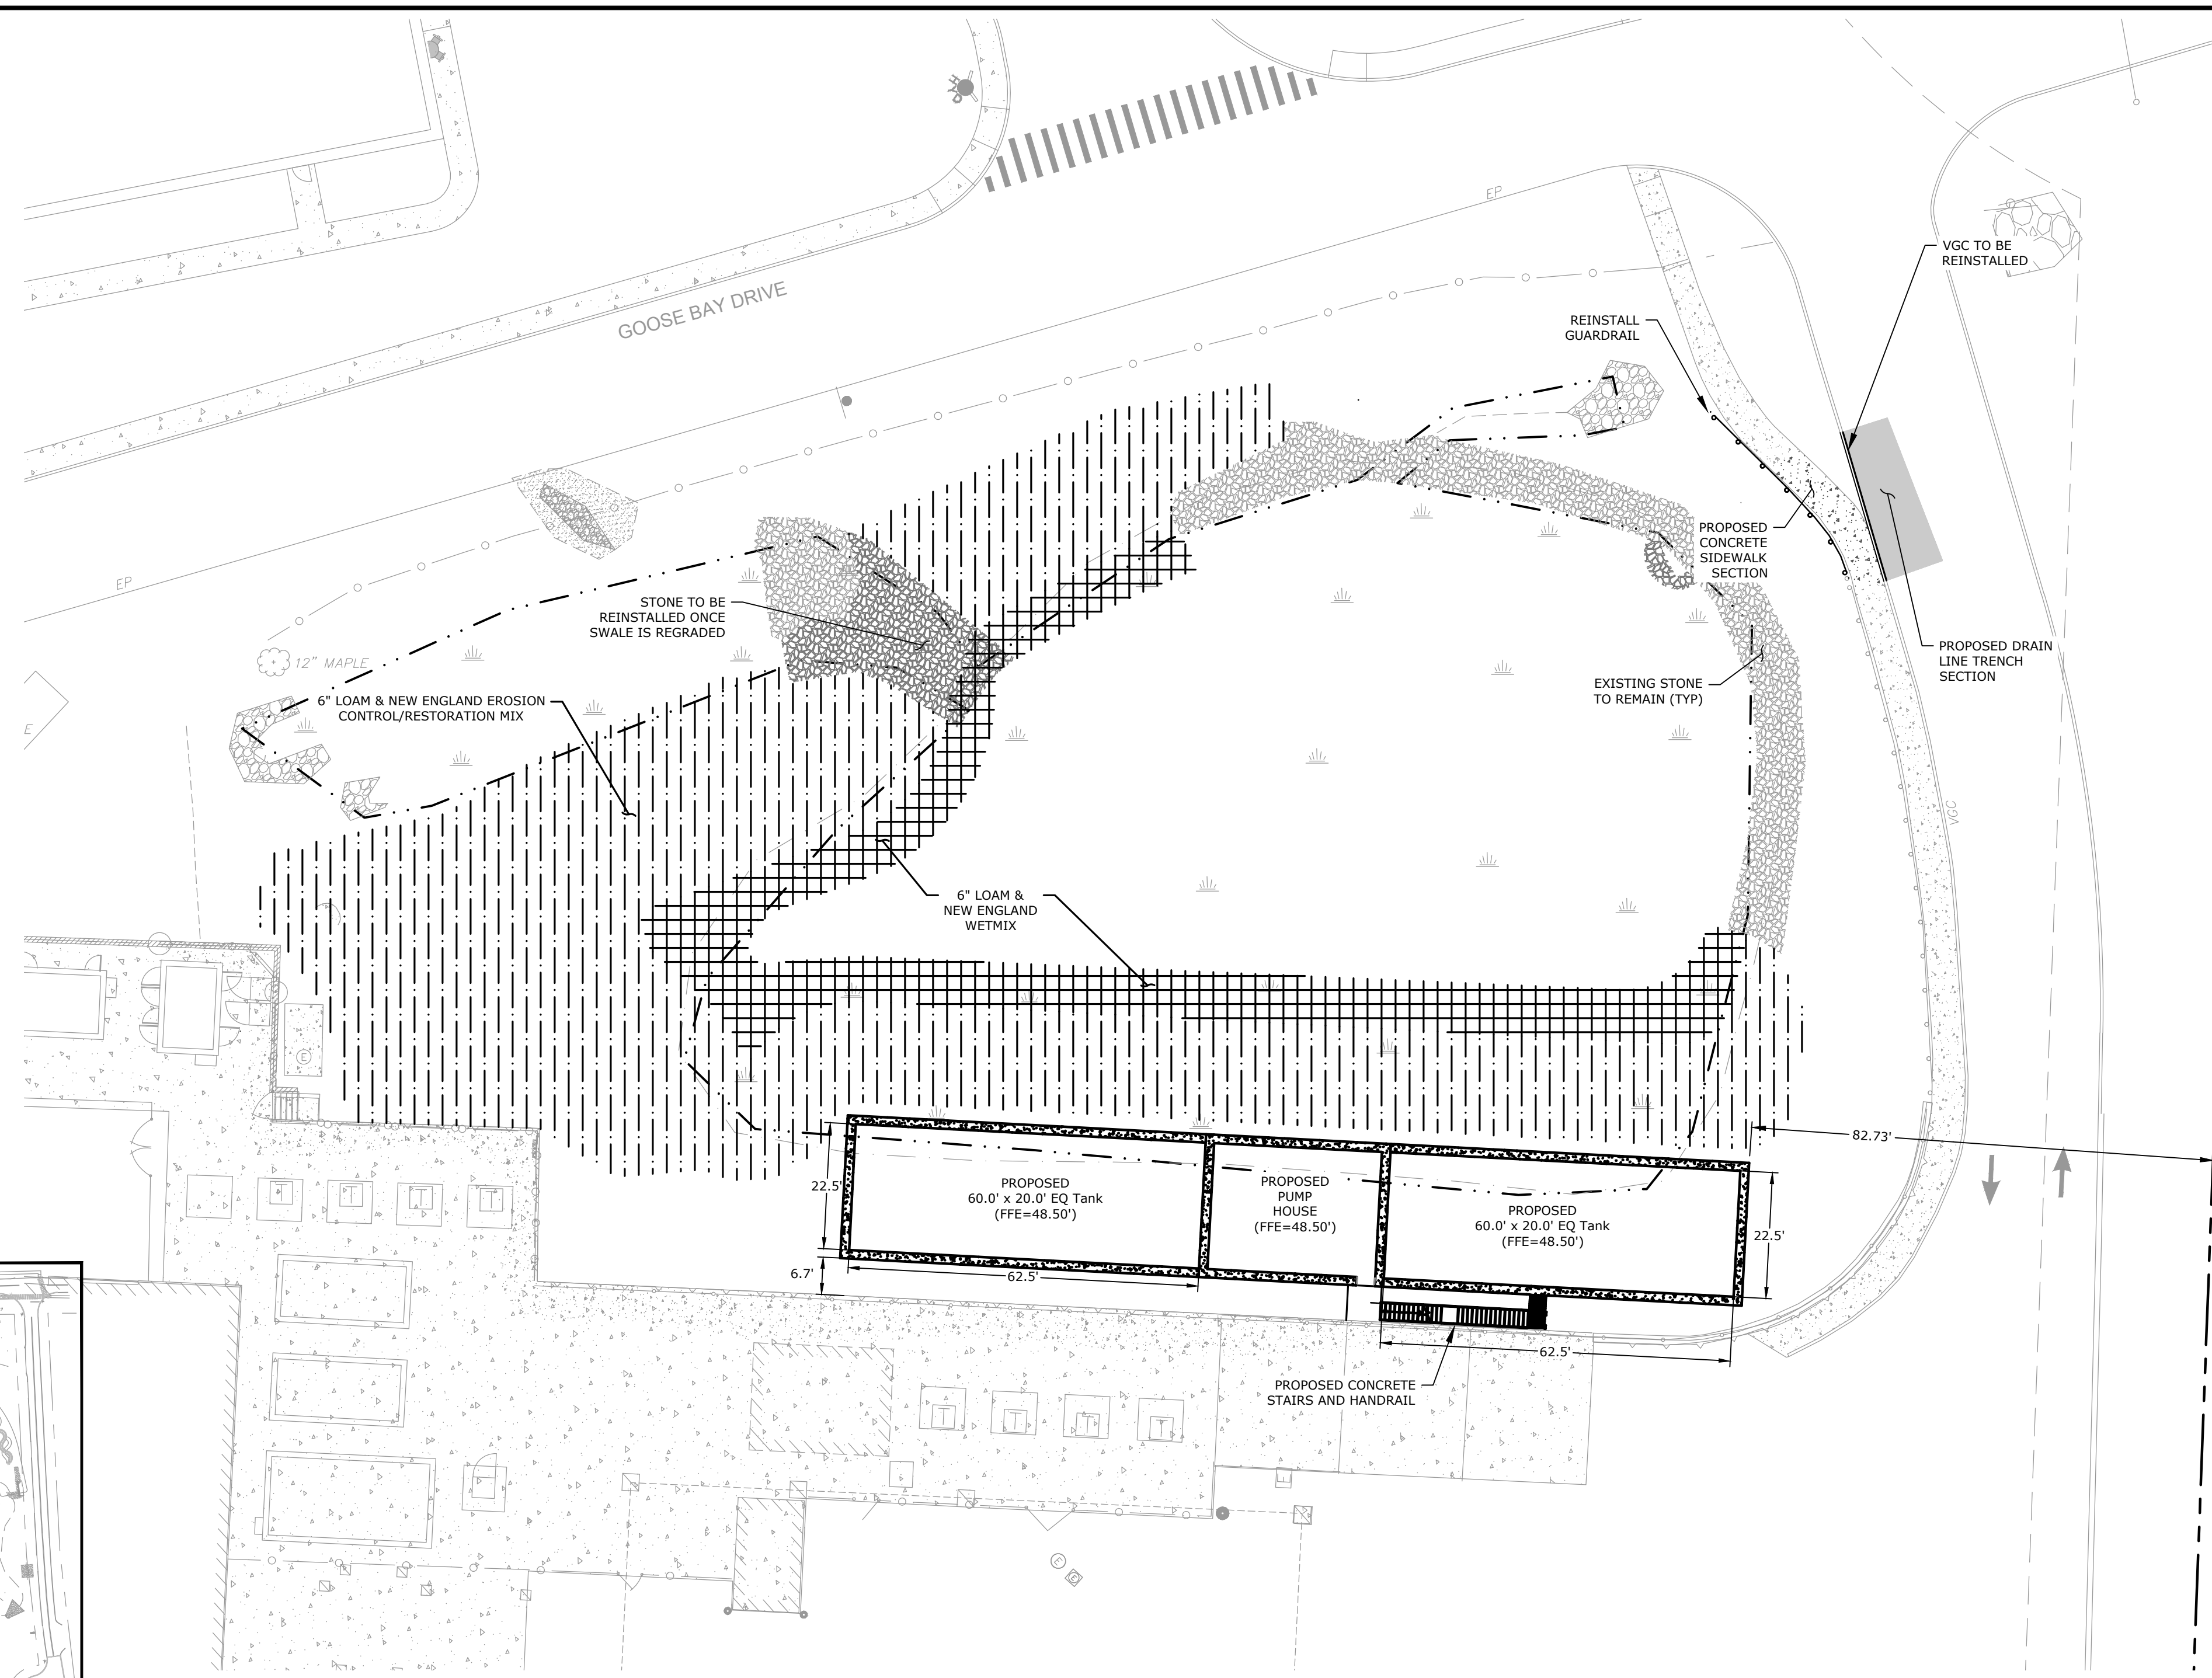 HYD
EP
GOOSE BAY DRIVE
VGC TO BE
REINSTALLED
REINSTALL
GUARDRAIL
PROPOSED
CONCRETE
SIDEWALK
SECTION
STONE TO BE
REINSTALLED ONCE
SWALE IS REGRADED
EP
12" MAPLE
PROPOSED DRAIN
LINE TRENCH
SECTION
EXISTING STONE
TO REMAIN (TYP)
6" LOAM & NEW ENGLAND EROSION
CONTROL/RESTORATION MIX
E
VGC
6" LOAM &
NEW ENGLAND
WETMIX
E
82.73'
T
T
T
T
22.5'
PROPOSED
60.0' x 20.0' EQ Tank
(FFE=48.50')
PROPOSED
PUMP
HOUSE
(FFE=48.50')
PROPOSED
60.0' x 20.0' EQ Tank
(FFE=48.50')
22.5'
6.7'
62.5'
62.5'
PROPOSED CONCRETE
STAIRS AND HANDRAIL
T
T
T
T
E
E